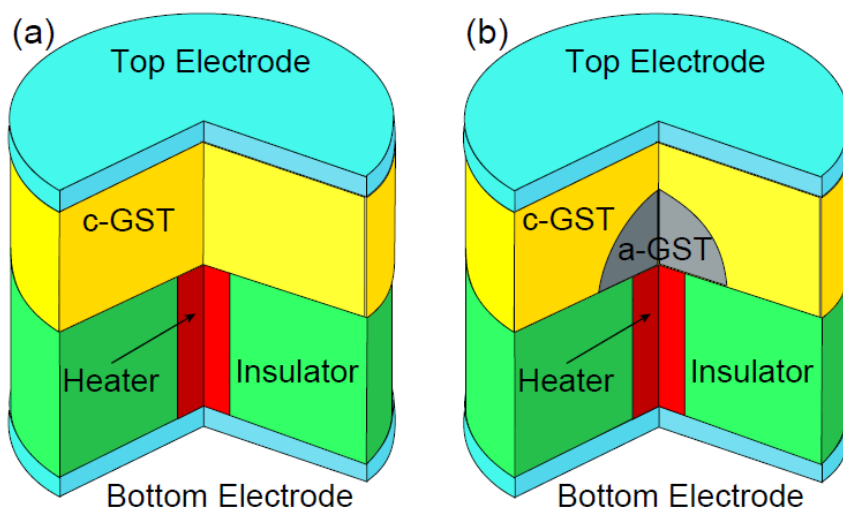 (a)
Top Electrode
c-GST
Heater
Insulator
Bottom Electrode
(b)
Top Electrode
c-GST
a-GST
Heater
Insulator
Bottom Electrode